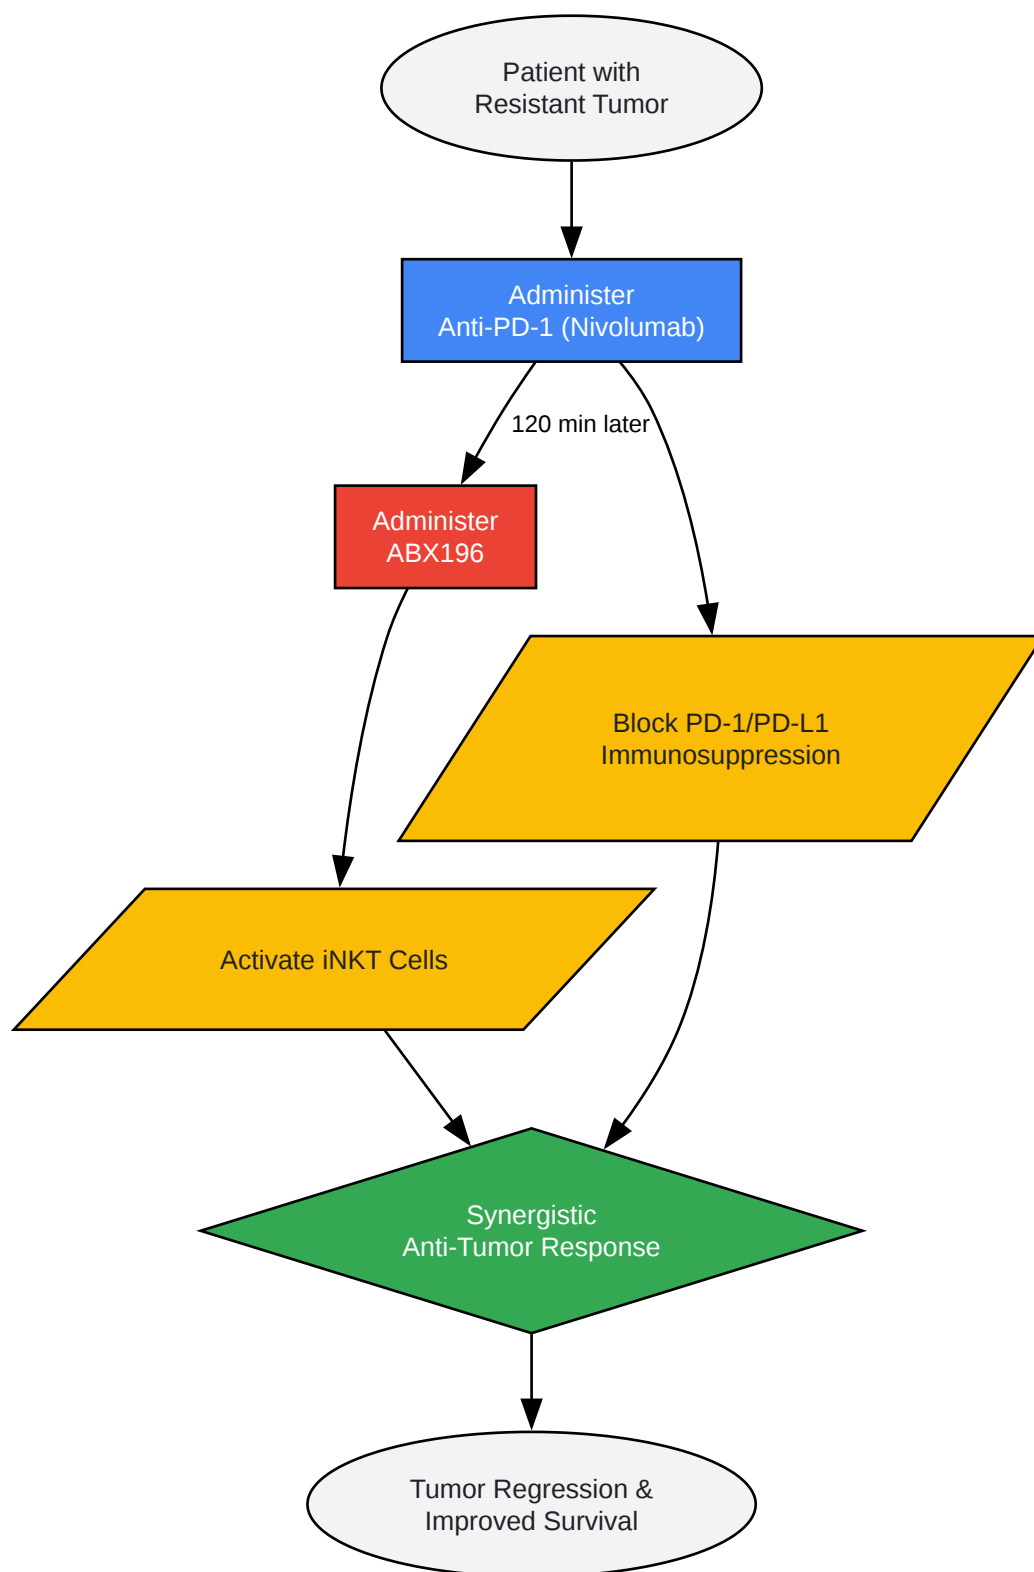 Patient with
Resistant Tumor
Administer
Anti-PD-1 (Nivolumab)
120 min later
Administer
ABX196
Block PD-1/PD-L1
Immunosuppression
Activate iNKT Cells
Synergistic
Anti-Tumor Response
Tumor Regression &
Improved Survival